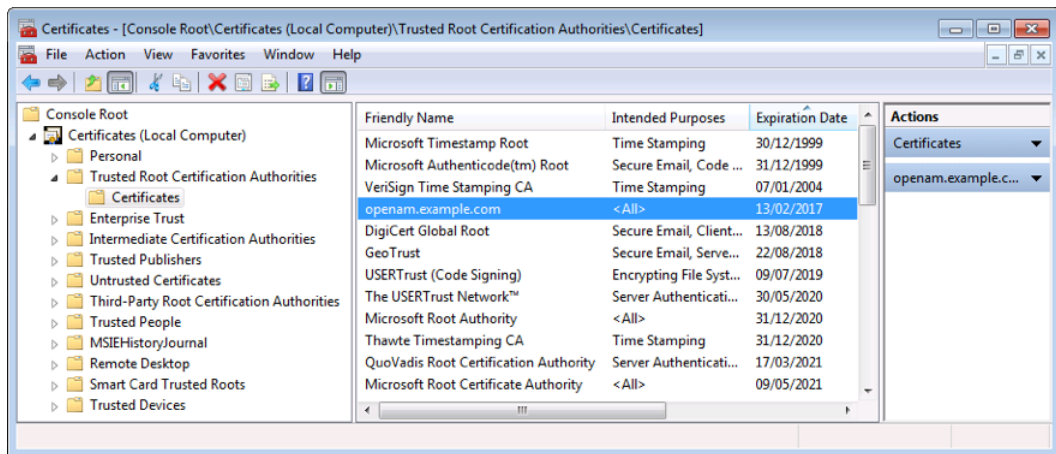 Certificates - [Console Root\Certificates (Local Computer)\Trusted Root Certification Authorities\Certificates]
File Action View Favorites Window Help
Console Root
Certificates (Local Computer)
Personal
Trusted Root Certification Authorities
Certificates
Enterprise Trust
Intermediate Certification Authorities
Trusted Publishers
Untrusted Certificates
Third-Party Root Certification Authorities
Trusted People
MSIEHistoryJournal
Remote Desktop
Smart Card Trusted Roots
Trusted Devices
Friendly Name Intended Purposes Expiration Date
Microsoft Timestamp Root Time Stamping 30/12/1999
Microsoft Authenticode(tm) Root Secure Email, Code ... 31/12/1999
VeriSign Time Stamping CA Time Stamping 07/01/2004
openam.example.com <All> 13/02/2017
DigiCert Global Root Secure Email, Client... 13/08/2018
GeoTrust Secure Email, Serve... 22/08/2018
USERTrust (Code Signing) Encrypting File Syst... 09/07/2019
The USERTrust Network™ Server Authenticati... 30/05/2020
Microsoft Root Authority <All> 31/12/2020
Thawte Timestamping CA Time Stamping 31/12/2020
QuoVadis Root Certification Authority Server Authenticati... 17/03/2021
Microsoft Root Certificate Authority <All> 09/05/2021
Actions
Certificates
openam.example.c...